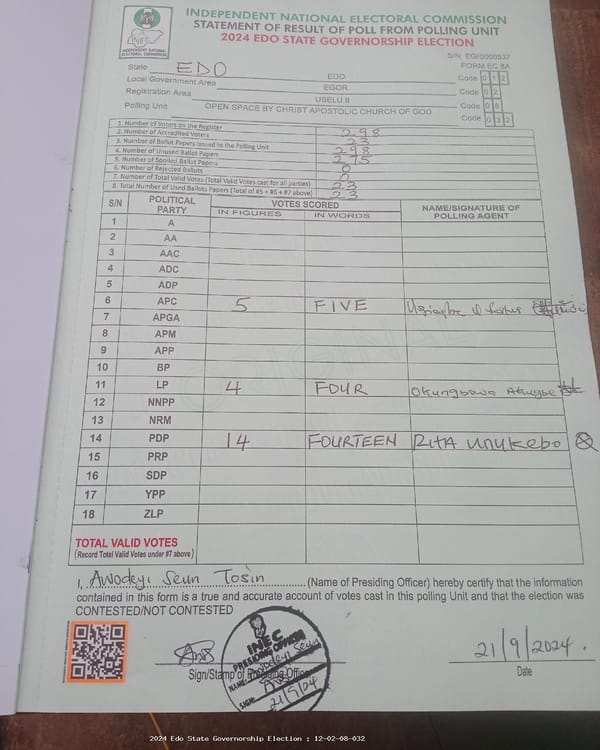 INDEPENDENT NATIONAL ELECTORAL COMMISSION
STATEMENT OF RESULT OF POLL FROM POLLING UNIT
2024 EDO STATE GOVERNORSHIP ELECTION
INEC
INDEPENDENT NATIONAL
ELECTORAL COMMISSION
S/N: EG/0000537
FORM EC 8A
State EDO EDO Code 0 1 2
Local Government Area EGOR Code 0 2
Registration Area USELU II Code 0 8
Polling Unit OPEN SPACE BY CHRIST APOSTOLIC CHURCH OF GOD Code 0 3 2
1. Number of Voters on the Register 298
2. Number of Accredited Voters 23
3. Number of Ballot Papers Issued to the Polling Unit 298
4. Number of Unused Ballot Papers 275
5. Number of Spoiled Ballot Papers 0
6. Number of Rejected Ballots 0
7. Number of Total Valid Votes (Total Valid Votes cast for all parties) 23
8. Total Number of Used Ballots Papers (Total of #5 + #6 + #7 above) 23
S/N POLITICAL PARTY VOTES SCORED NAME/SIGNATURE OF POLLING AGENT
IN FIGURES IN WORDS
1 A
2 AA
3 AAC
4 ADC
5 ADP
6 APC 5 FIVE
7 APGA
8 APM
9 APP
10 BP
11 LP 4 FOUR Okungbowa
12 NNPP
13 NRM
14 PDP 14 FOURTEEN RITA
15 PRP
16 SDP
17 YPP
18 ZLP
TOTAL VALID VOTES
(Record Total Valid Votes under #7 above)
I, Awodeyi Seun Tosin (Name of Presiding Officer) hereby certify that the information
contained in this form is a true and accurate account of votes cast in this polling Unit and that the election was
CONTESTED/NOT CONTESTED
INEC
PRESIDING OFFICER
NAME: Awodeyi Seun
SIGN:
21/9/24
Sign/Stamp of Presiding Officer
21/9/2024.
Date
2024 Edo State Governorship Election : 12-02-08-032